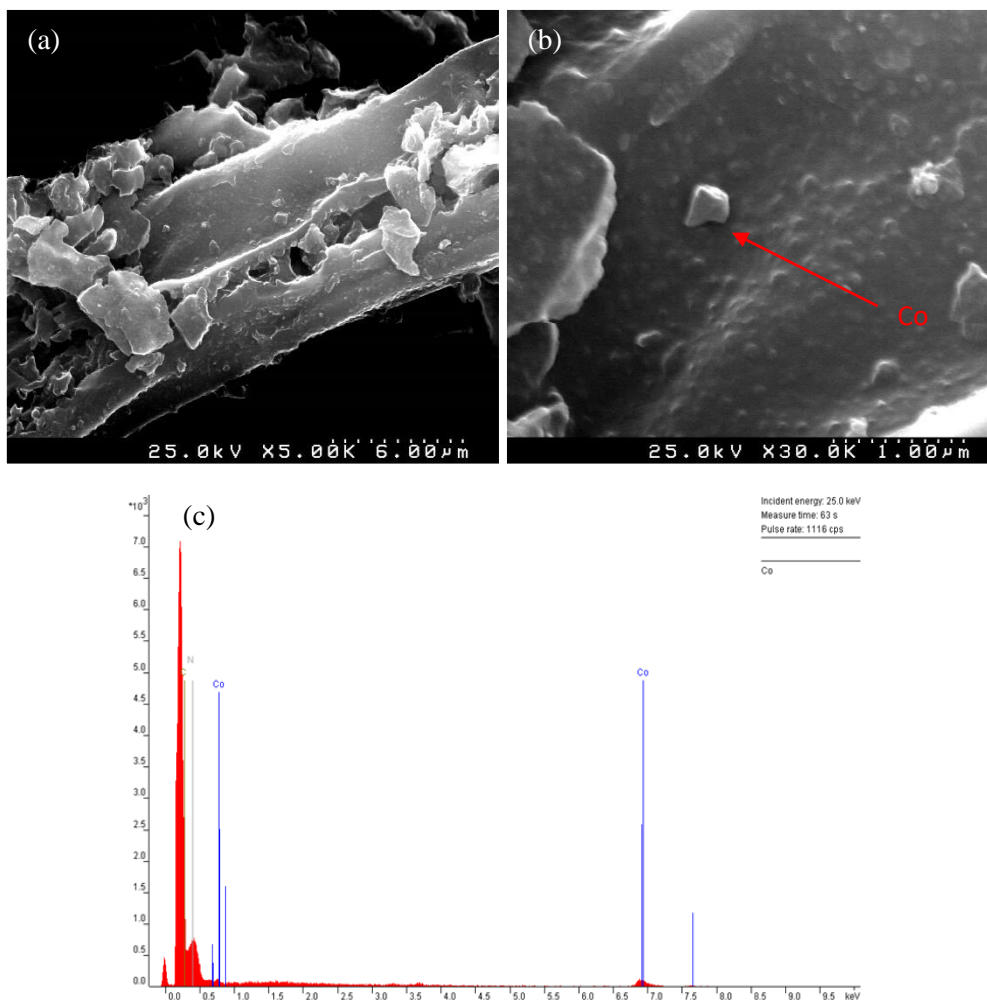 (a)
25.0kV X5.00K 6.00µm
(b)
Co
25.0kV X30.0K 1.00µm
(c)
*10³
Incident energy: 25.0 keV
Measure time: 63 s
Pulse rate: 1116 cps
Co
7.0
6.5
6.0
5.5
5.0
4.5
4.0
3.5
3.0
2.5
2.0
1.5
1.0
0.5
0.0
C
N
Co
Co
0.0 0.5 1.0 1.5 2.0 2.5 3.0 3.5 4.0 4.5 5.0 5.5 6.0 6.5 7.0 7.5 8.0 8.5 9.0 9.5 keV